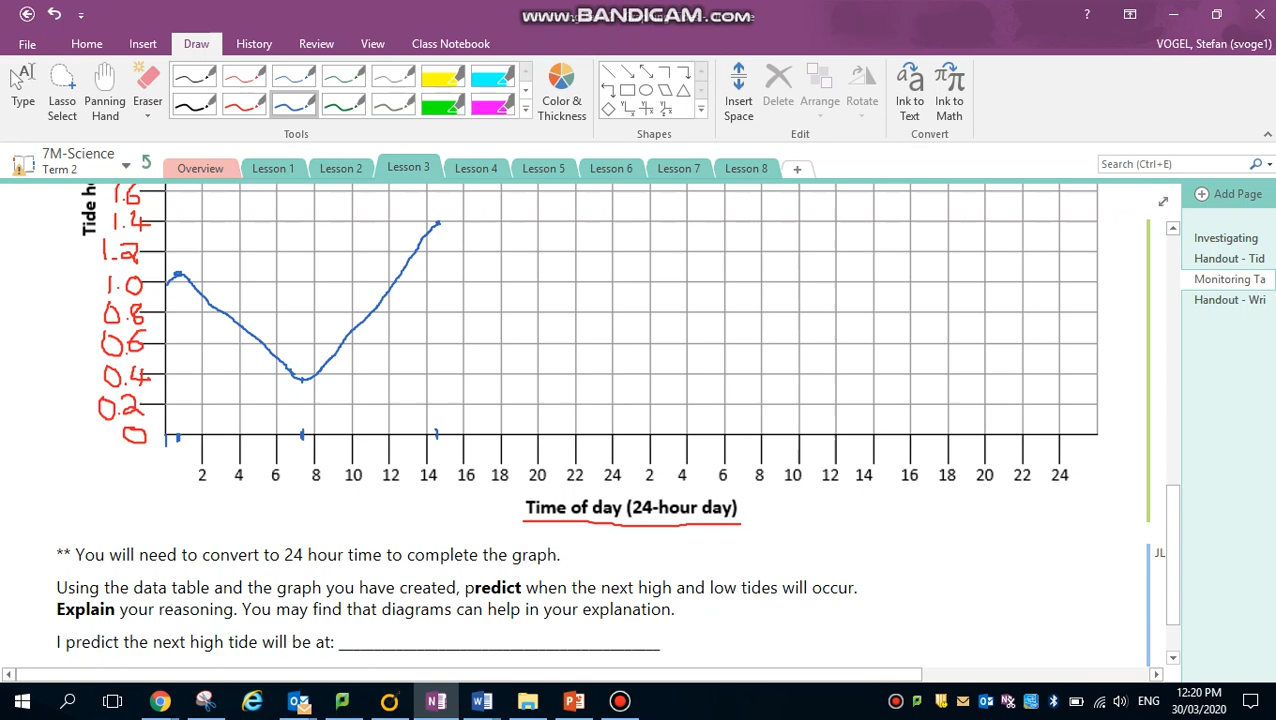 www.BANDICAM.com
File Home Insert Draw History Review View Class Notebook
VOGEL, Stefan (svoge1)
Type
Lasso Select
Panning Hand
Eraser
Color & Thickness
Insert Space
Delete
Arrange
Rotate
Ink to Text
Ink to Math
Tools
Shapes
Edit
Convert
7M-Science
Term 2
Overview Lesson 1 Lesson 2 Lesson 3 Lesson 4 Lesson 5 Lesson 6 Lesson 7 Lesson 8
Search (Ctrl+E)
Add Page
Investigating
Handout - Tid
Monitoring Ta
Handout - Wri
Tide h
1.6
1.4
1.2
1.0
0.8
0.6
0.4
0.2
0
2 4 6 8 10 12 14 16 18 20 22 24 2 4 6 8 10 12 14 16 18 20 22 24
Time of day (24-hour day)
** You will need to convert to 24 hour time to complete the graph.
JL
Using the data table and the graph you have created, predict when the next high and low tides will occur.
Explain your reasoning. You may find that diagrams can help in your explanation.
I predict the next high tide will be at: ________________________________________
ENG
12:20 PM
30/03/2020